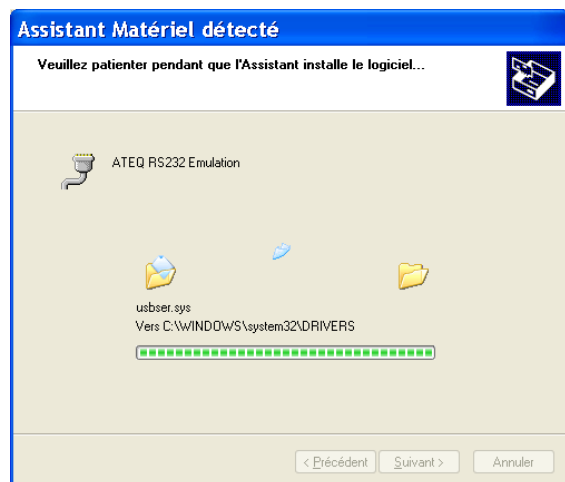 Assistant Matériel détecté
Veuillez patienter pendant que l'Assistant installe le logiciel...
ATEQ RS232 Emulation
usbser.sys
Vers C:\WINDOWS\system32\DRIVERS
< Précédent Suivant > Annuler